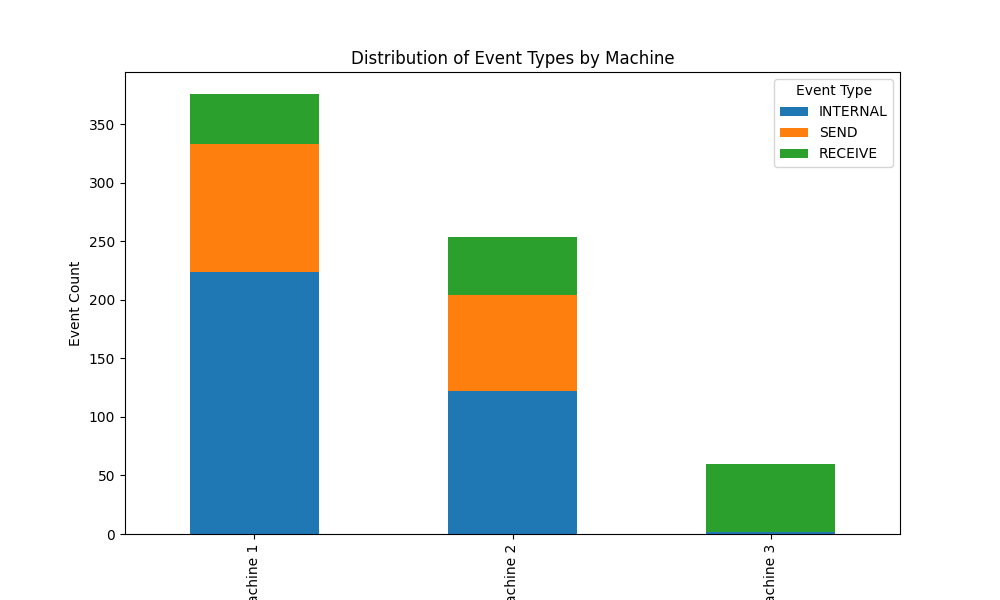 Distribution of Event Types by Machine
Event Type
INTERNAL
SEND
RECEIVE
Event Count
350
300
250
200
150
100
50
0
achine 1
achine 2
achine 3